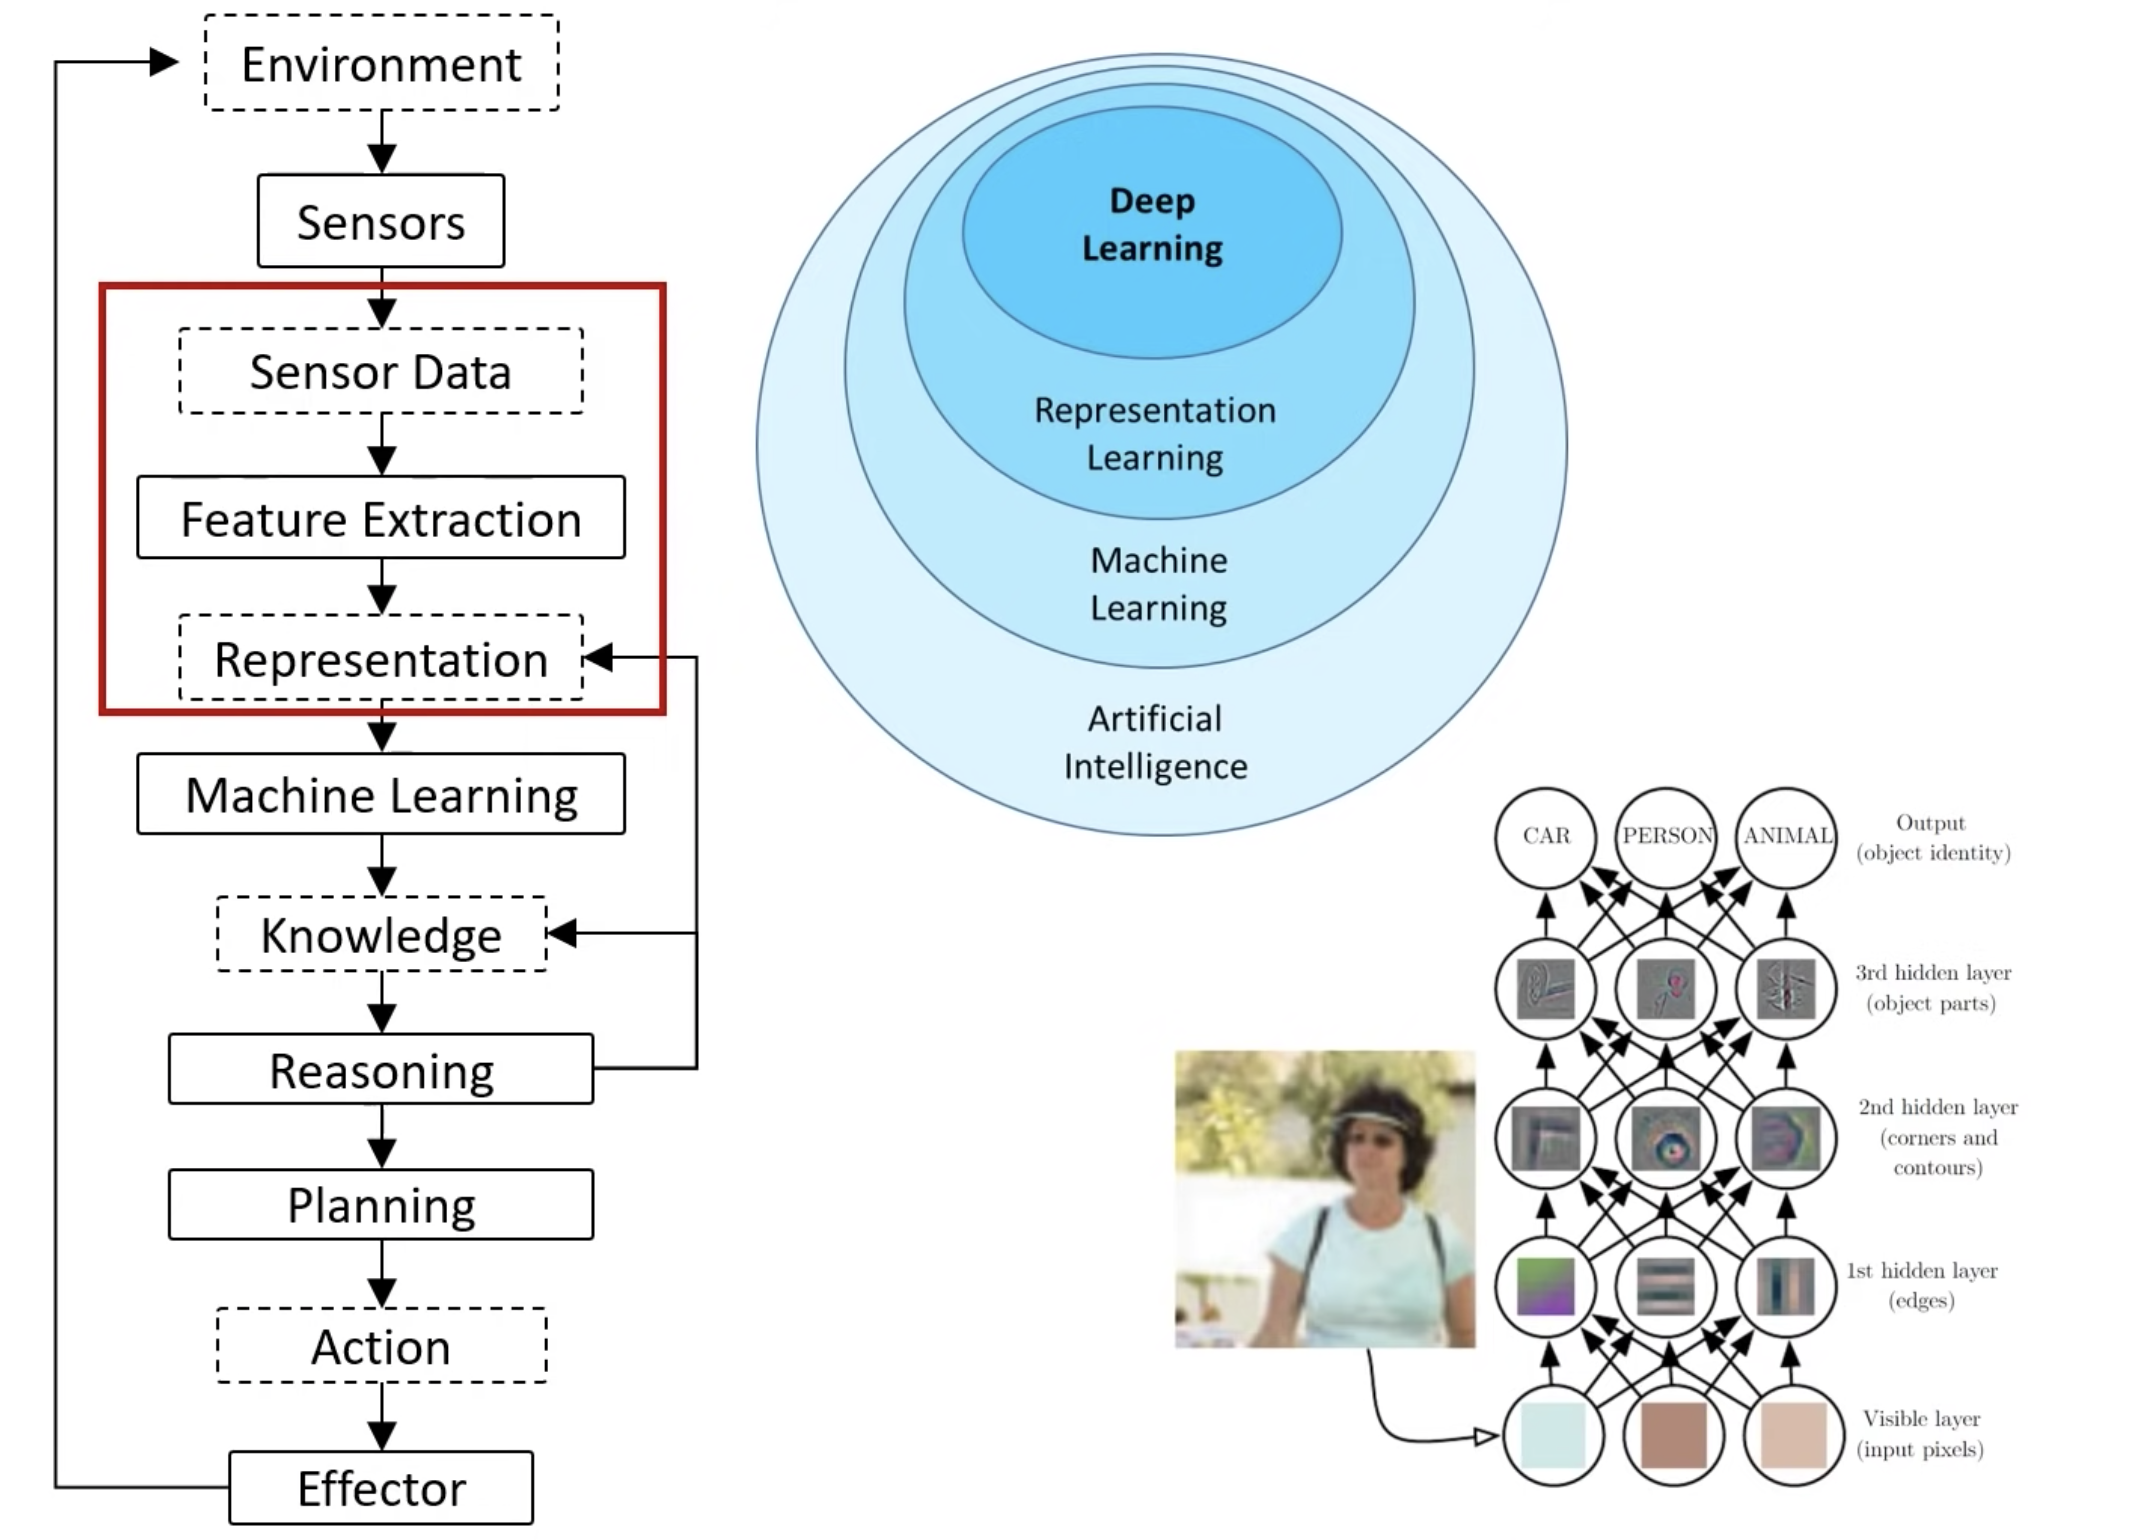 Environment
Sensors
Sensor Data
Feature Extraction
Representation
Machine Learning
Knowledge
Reasoning
Planning
Action
Effector
Deep
Learning
Representation
Learning
Machine
Learning
Artificial
Intelligence
CAR
PERSON
ANIMAL
Output
(object identity)
3rd hidden layer
(object parts)
2nd hidden layer
(corners and
contours)
1st hidden layer
(edges)
Visible layer
(input pixels)